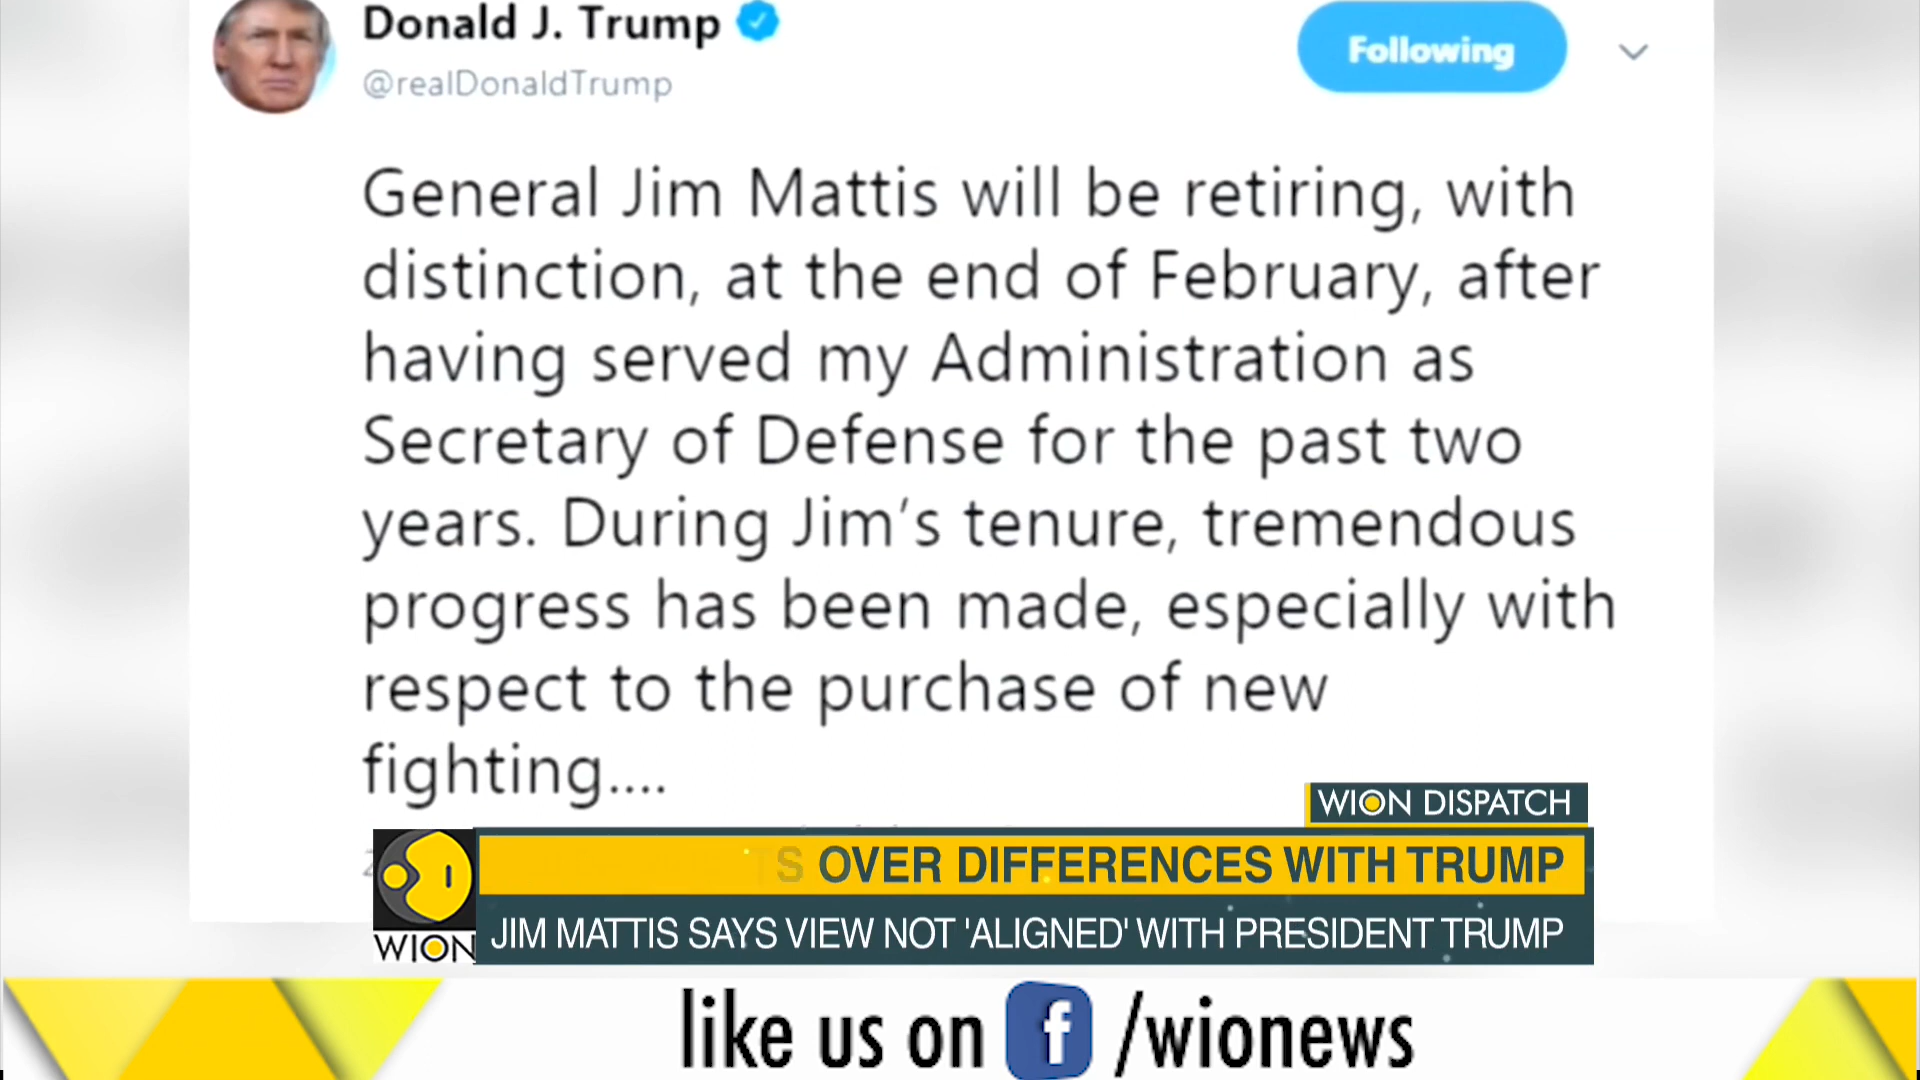 Donald J. Trump
@realDonaldTrump
Following
General Jim Mattis will be retiring, with
distinction, at the end of February, after
having served my Administration as
Secretary of Defense for the past two
years. During Jim's tenure, tremendous
progress has been made, especially with
respect to the purchase of new
fighting....
WION DISPATCH
S OVER DIFFERENCES WITH TRUMP
JIM MATTIS SAYS VIEW NOT 'ALIGNED' WITH PRESIDENT TRUMP
WION
like us on f /wionews